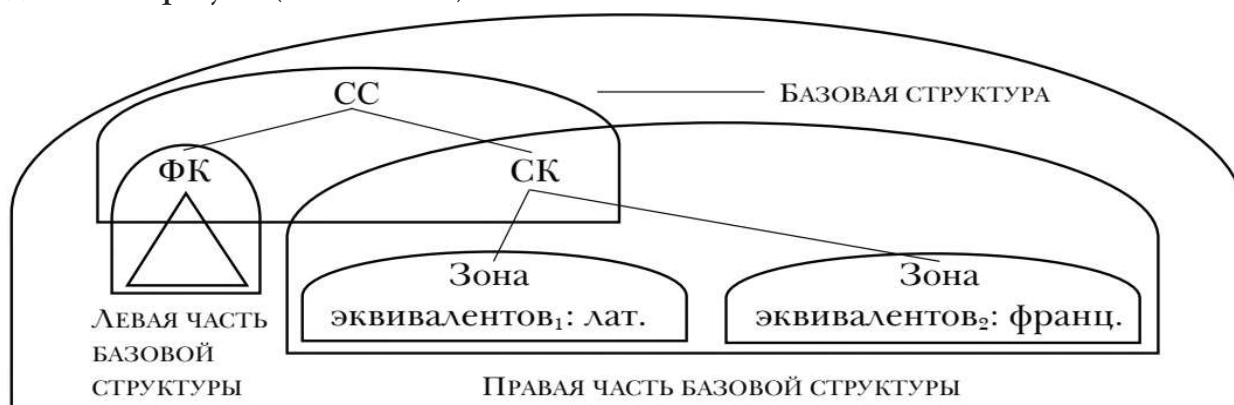 СС
БАЗОВАЯ СТРУКТУРА
ФК
СК
Зона
эквивалентов₁: лат.
Зона
эквивалентов₂: франц.
ЛЕВАЯ ЧАСТЬ
БАЗОВОЙ
СТРУКТУРЫ
ПРАВАЯ ЧАСТЬ БАЗОВОЙ СТРУКТУРЫ